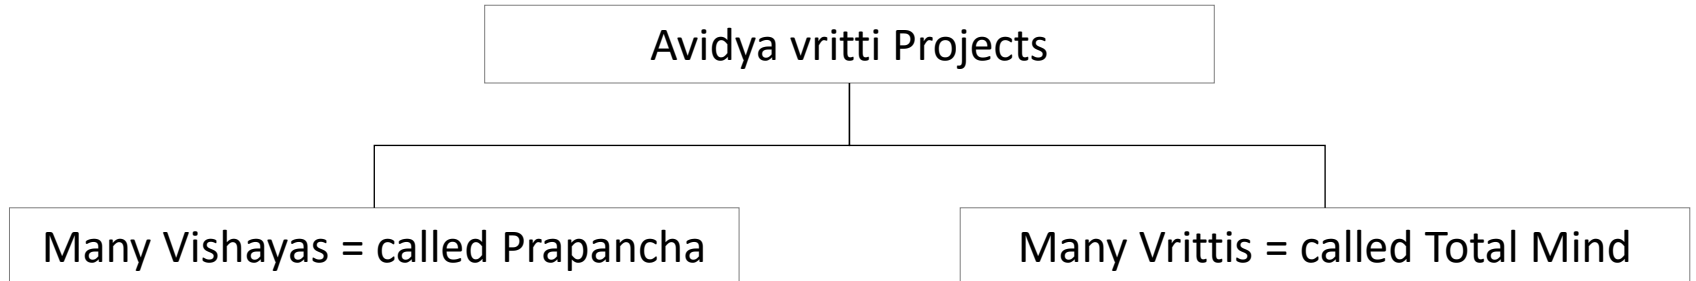 Avidya vritti Projects
Many Vishayas = called Prapancha
Many Vrittis = called Total Mind